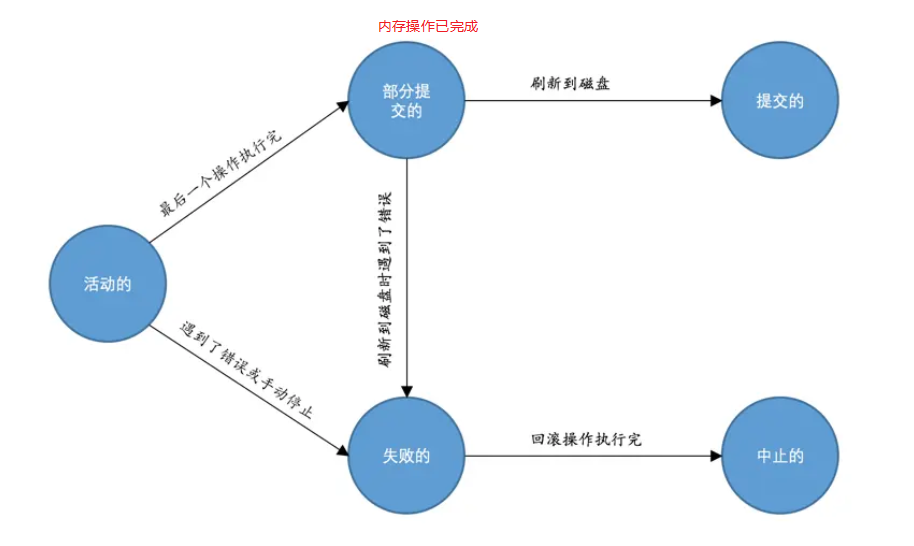 内存操作已完成
部分提
交的
刷新到磁盘
提交的
最后一个操作执行完
刷新到磁盘时遇到了错误
活动的
遇到了错误或手动停止
失败的
回滚操作执行完
中止的